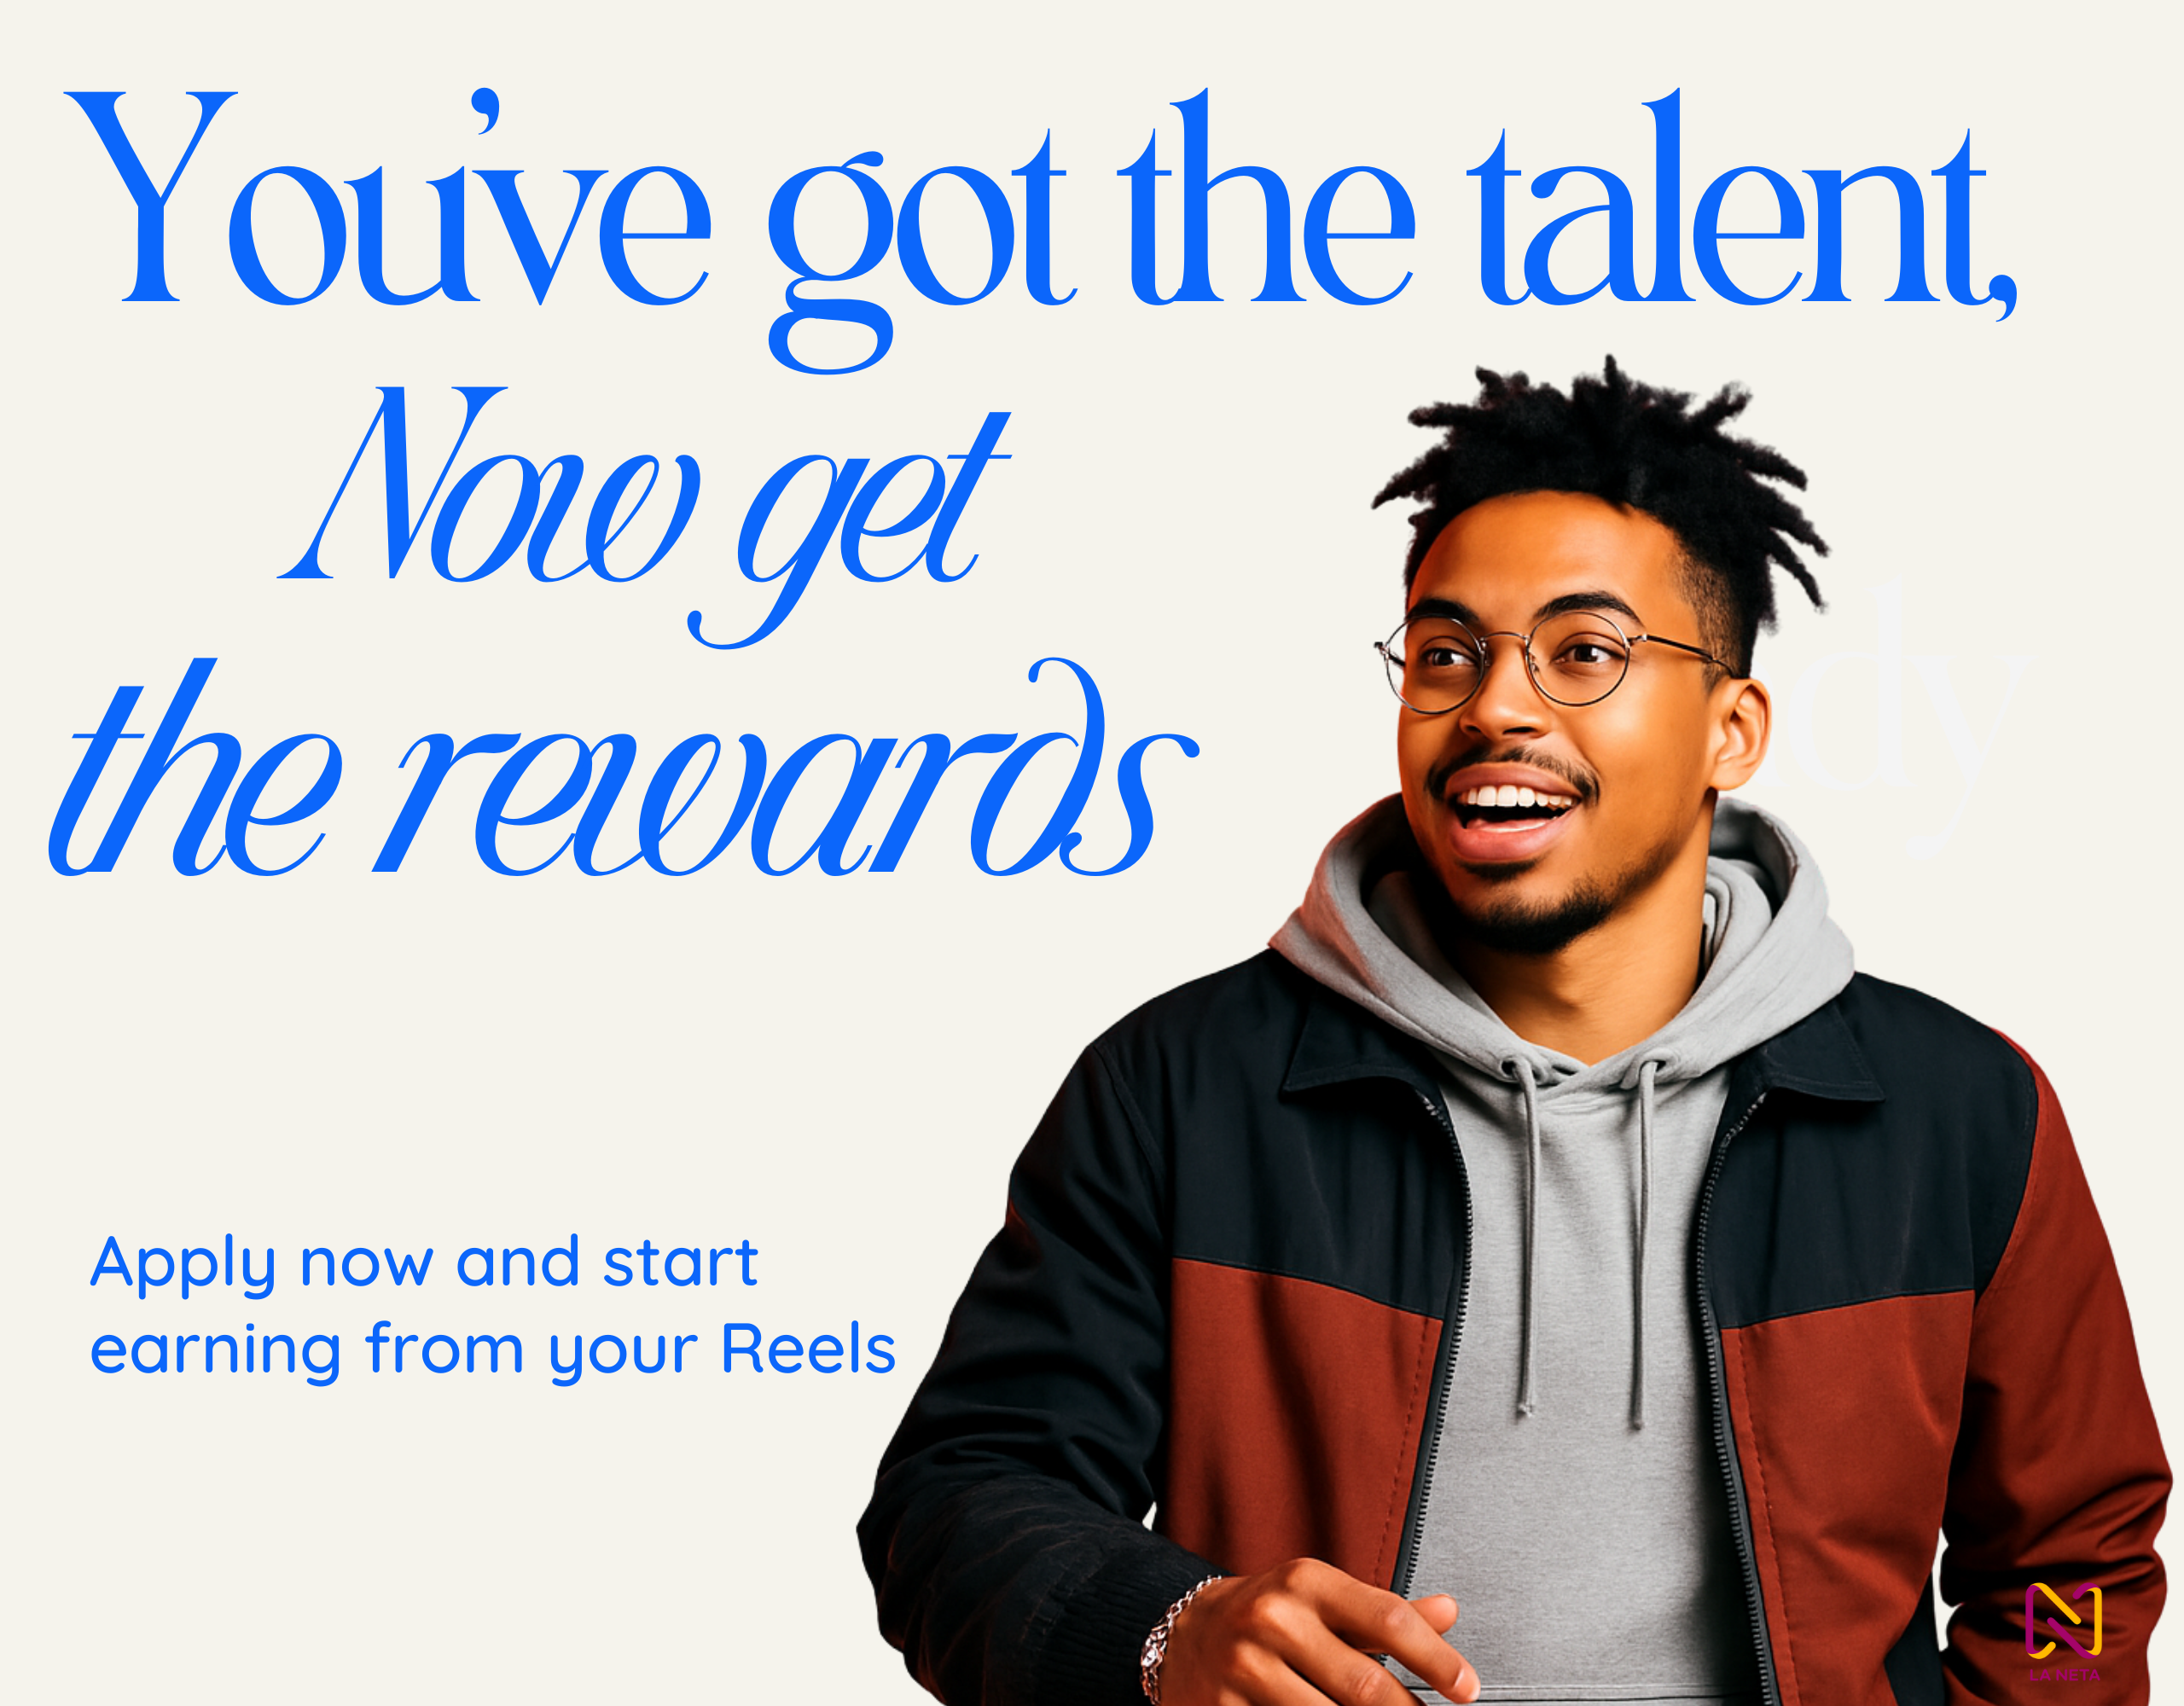 You've got the talent,
Now get
the rewards
Apply now and start
earning from your Reels
LA NETA